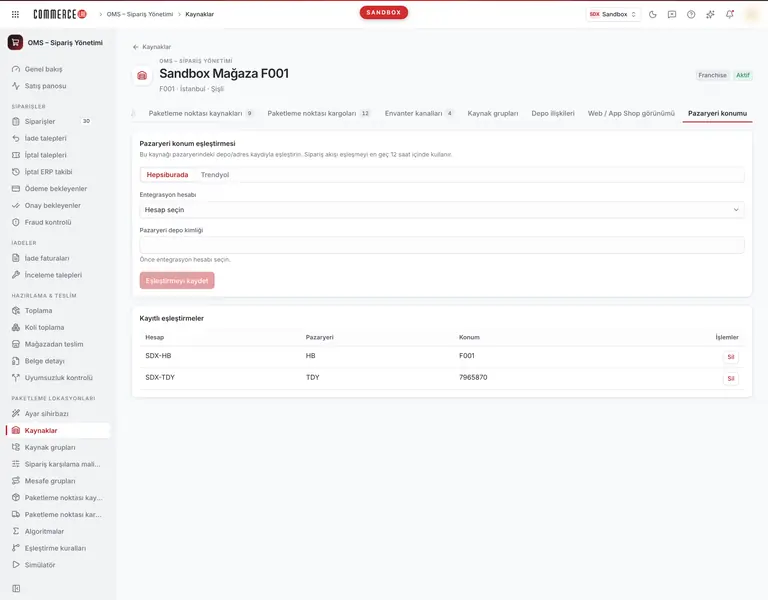 COMMERCE
OMS – Sipariş Yönetimi
Kaynaklar
SANDBOX
SDX Sandbox
OMS – Sipariş Yönetimi
Genel bakış
Satış panosu
SİPARİŞLER
Siparişler 30
İade talepleri
İptal talepleri
İptal ERP takibi
Ödeme bekleyenler
Onay bekleyenler
Fraud kontrolü
İADELER
İade faturaları
İnceleme talepleri
HAZIRLAMA & TESLİM
Toplama
Koli toplama
Mağazadan teslim
Belge detayı
Uyumsuzluk kontrolü
PAKETLEME LOKASYONLARI
Ayar sihirbazı
Kaynaklar
Kaynak grupları
Sipariş karşılama mali...
Mesafe grupları
Paketleme noktası kay...
Paketleme noktası kar...
Algoritmalar
Eşleştirme kuralları
Simülatör
Kaynaklar
OMS – SİPARİŞ YÖNETİMİ
Sandbox Mağaza F001
F001 · İstanbul · Şişli
Franchise Aktif
Paketleme noktası kaynakları 9
Paketleme noktası kargoları 12
Envanter kanalları 4
Kaynak grupları
Depo ilişkileri
Web / App Shop görünümü
Pazaryeri konumu
Pazaryeri konum eşleştirmesi
Bu kaynağı pazaryerindeki depo/adres kaydıyla eşleştirin. Sipariş akışı eşleşmeyi en geç 12 saat içinde kullanır.
Hepsiburada Trendyol
Entegrasyon hesabı
Hesap seçin
Pazaryeri depo kimliği
Önce entegrasyon hesabı seçin.
Eşleştirmeyi kaydet
Kayıtlı eşleştirmeler
Hesap Pazaryeri Konum İşlemler
SDX-HB HB F001 Sil
SDX-TDY TDY 7965870 Sil